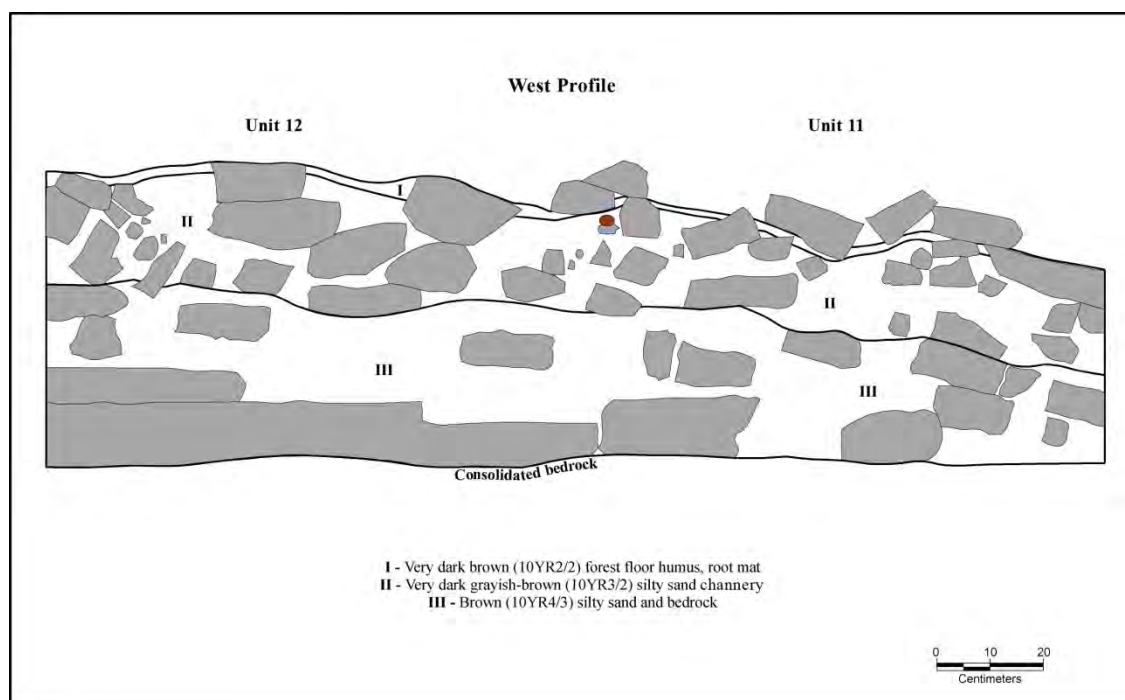 West Profile
Unit 12
Unit 11
I
II
II
III
III
Consolidated bedrock
I - Very dark brown (10YR2/2) forest floor humus, root mat
II - Very dark grayish-brown (10YR3/2) silty sand channery
III - Brown (10YR4/3) silty sand and bedrock
0 10 20
Centimeters